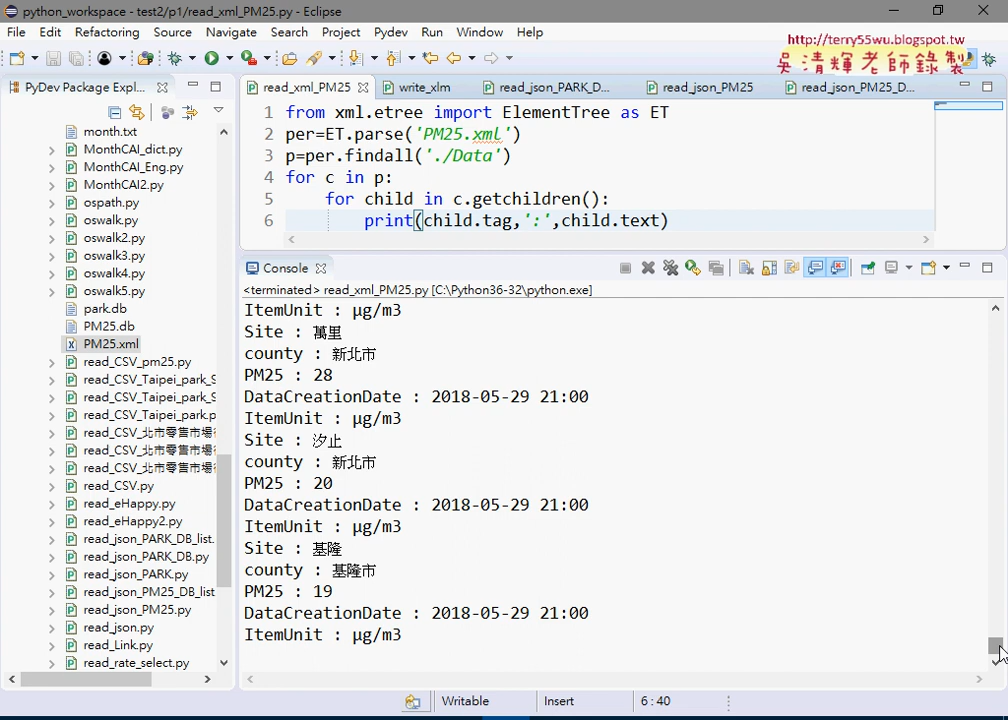 python_workspace - test2/p1/read_xml_PM25.py - Eclipse
File Edit Refactoring Source Navigate Search Project Pydev Run Window Help
http://terry55wu.blogspot.tw
吳清輝老師錄製
PyDev Package Expl...
read_xml_PM25 write_xlm read_json_PARK_D... read_json_PM25 read_json_PM25_D...
month.txt
MonthCAI_dict.py
MonthCAI_Eng.py
MonthCAI2.py
ospath.py
oswalk.py
oswalk2.py
oswalk3.py
oswalk4.py
oswalk5.py
park.db
PM25.db
PM25.xml
read_CSV_pm25.py
read_CSV_Taipei_park_S
read_CSV_Taipei_park_S
read_CSV_Taipei_park.p
read_CSV_北市零售市場
read_CSV_北市零售市場
read_CSV_北市零售市場
read_CSV.py
read_eHappy.py
read_eHappy2.py
read_json_PARK_DB_list.
read_json_PARK_DB.py
read_json_PARK.py
read_json_PM25_DB_list
read_json_PM25.py
read_json.py
read_Link.py
read_rate_select.py
1 from xml.etree import ElementTree as ET
2 per=ET.parse('PM25.xml')
3 p=per.findall('./Data')
4 for c in p:
5 for child in c.getchildren():
6 print(child.tag,':',child.text)
Console
<terminated> read_xml_PM25.py [C:\Python36-32\python.exe]
ItemUnit : μg/m3
Site : 萬里
county : 新北市
PM25 : 28
DataCreationDate : 2018-05-29 21:00
ItemUnit : μg/m3
Site : 汐止
county : 新北市
PM25 : 20
DataCreationDate : 2018-05-29 21:00
ItemUnit : μg/m3
Site : 基隆
county : 基隆市
PM25 : 19
DataCreationDate : 2018-05-29 21:00
ItemUnit : μg/m3
Writable Insert 6 : 40